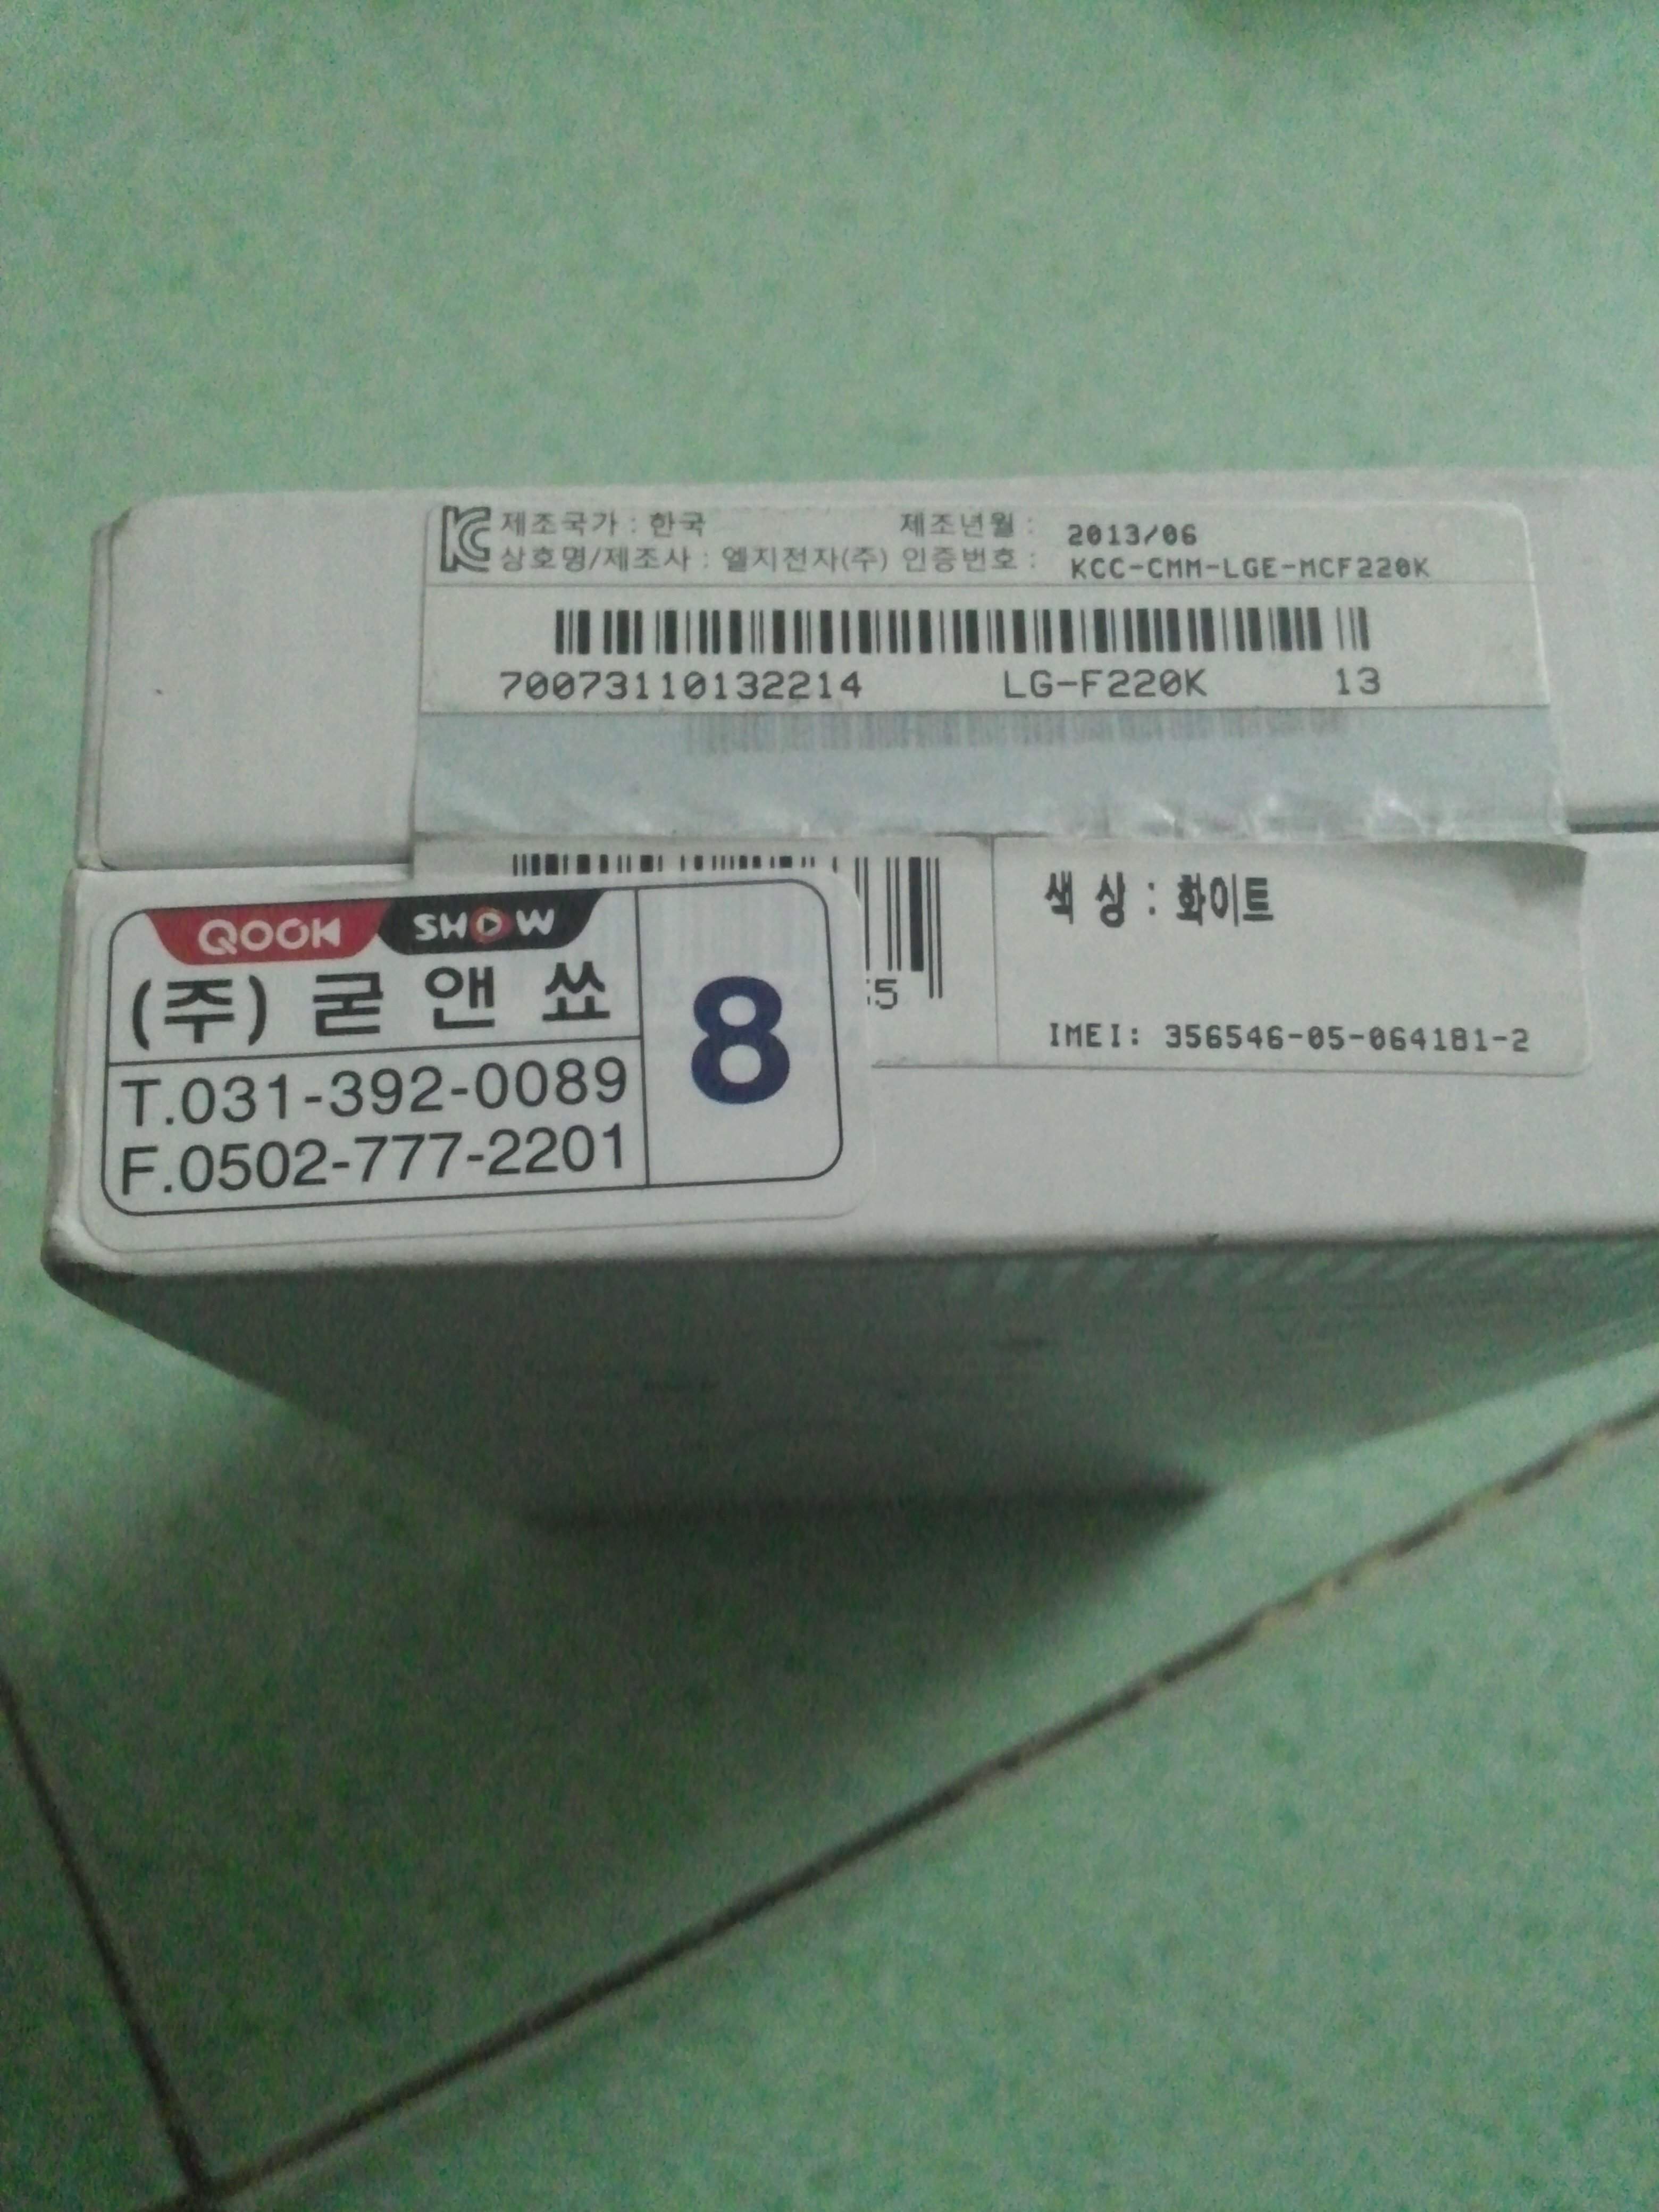 제조국가 : 한국 제조년월 : 2013/06
상호명/제조사 : 엘지전자(주) 인증번호 : KCC-CMM-LGE-MCF220K
70073110132214 LG-F220K 13
색 상 : 화이트
5
IMEI: 356546-05-064181-2
QOOK SHOW
(주) 굳 앤 쑈
8
T.031-392-0089
F.0502-777-2201